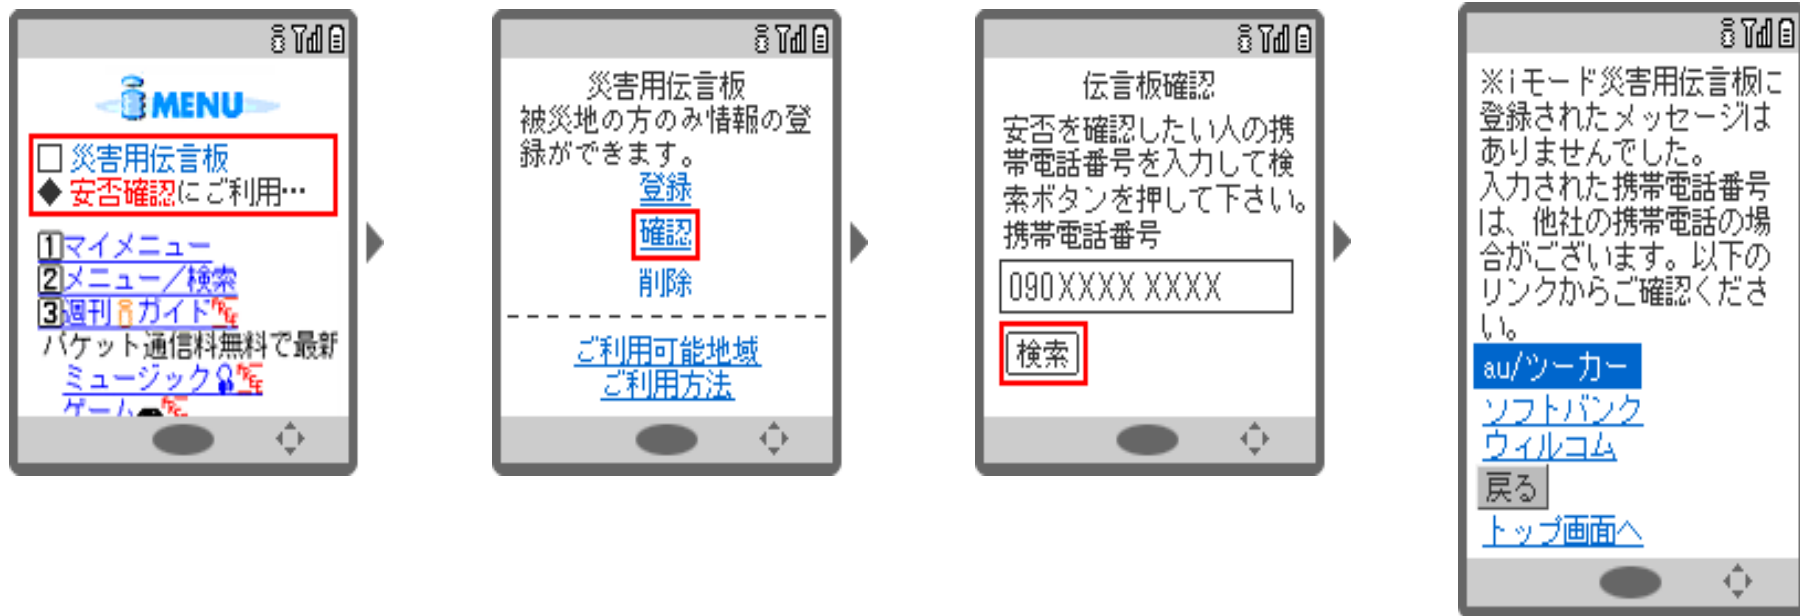 MENU
□ 災害用伝言板
◆ 安否確認にご利用…
1マイメニュー
2メニュー／検索
3週刊 ガイド
パケット通信料無料で最新
ミュージック
ゲーム
災害用伝言板
被災地の方のみ情報の登
録ができます。
登録
確認
削除
ご利用可能地域
ご利用方法
伝言板確認
安否を確認したい人の携
帯電話番号を入力して検
索ボタンを押して下さい。
携帯電話番号
090XXXX XXXX
検索
※iモード災害用伝言板に
登録されたメッセージは
ありませんでした。
入力された携帯電話番号
は、他社の携帯電話の場
合がございます。以下の
リンクからご確認くださ
い。
au/ツーカー
ソフトバンク
ウィルコム
戻る
トップ画面へ